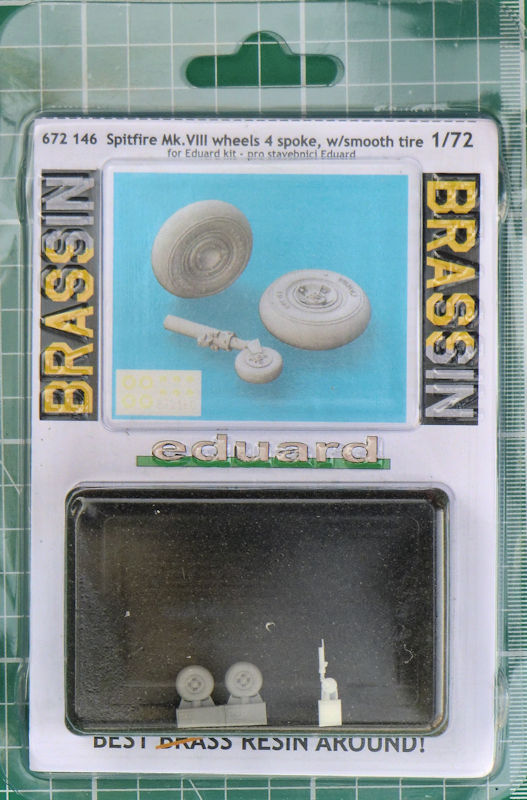 672 146 Spitfire Mk.VIII wheels 4 spoke, w/smooth tire 1/72
for Eduard kit - pro stavebnici Eduard
BRASSIN
BRASSIN
eduard
BEST BRASS RESIN AROUND!